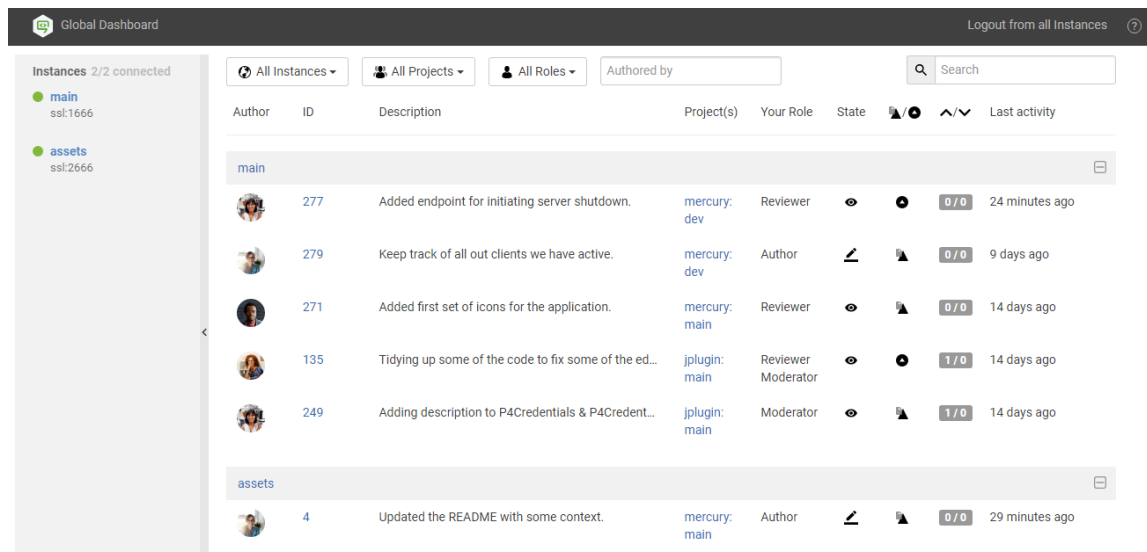 Global Dashboard Logout from all Instances ?
Instances 2/2 connected
main
ssl:1666
assets
ssl:2666
All Instances All Projects All Roles Authored by Search
Author ID Description Project(s) Your Role State / / Last activity
main
277 Added endpoint for initiating server shutdown. mercury: Reviewer 0 / 0 24 minutes ago
dev
279 Keep track of all out clients we have active. mercury: Author 0 / 0 9 days ago
dev
271 Added first set of icons for the application. mercury: Reviewer 0 / 0 14 days ago
main
135 Tidying up some of the code to fix some of the ed... jplugin: Reviewer 1 / 0 14 days ago
main Moderator
249 Adding description to P4Credentials & P4Credent... jplugin: Moderator 1 / 0 14 days ago
main
assets
4 Updated the README with some context. mercury: Author 0 / 0 29 minutes ago
main